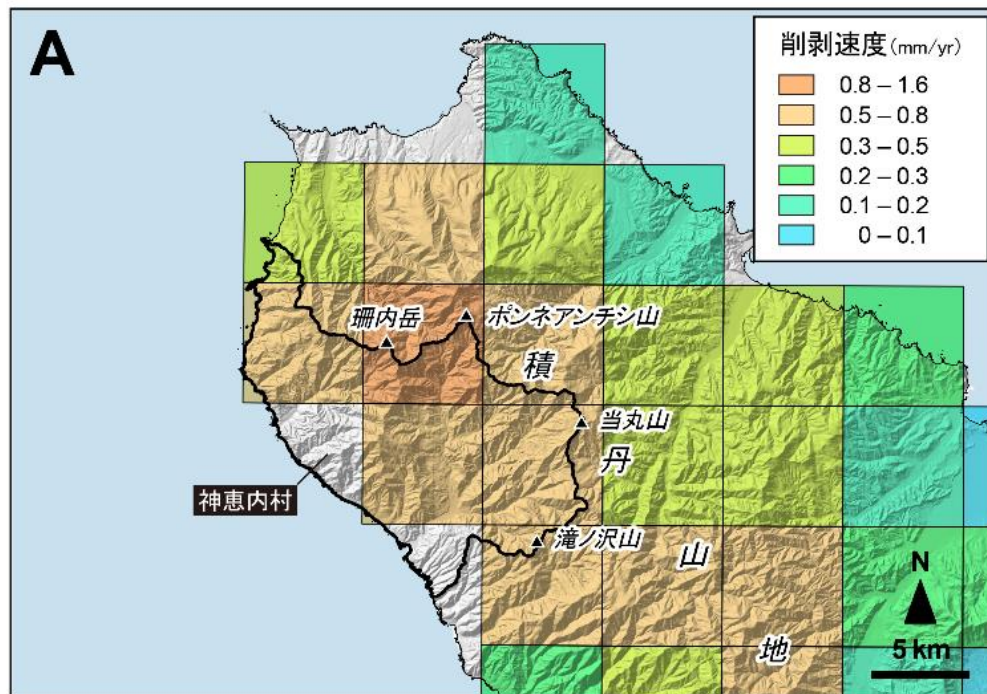 A
削剥速度(mm/yr)
0.8 – 1.6
0.5 – 0.8
0.3 – 0.5
0.2 – 0.3
0.1 – 0.2
0 – 0.1
珊内岳
ポンネアンチシ山
積
当丸山
丹
神恵内村
滝ノ沢山
山
地
N
5 km